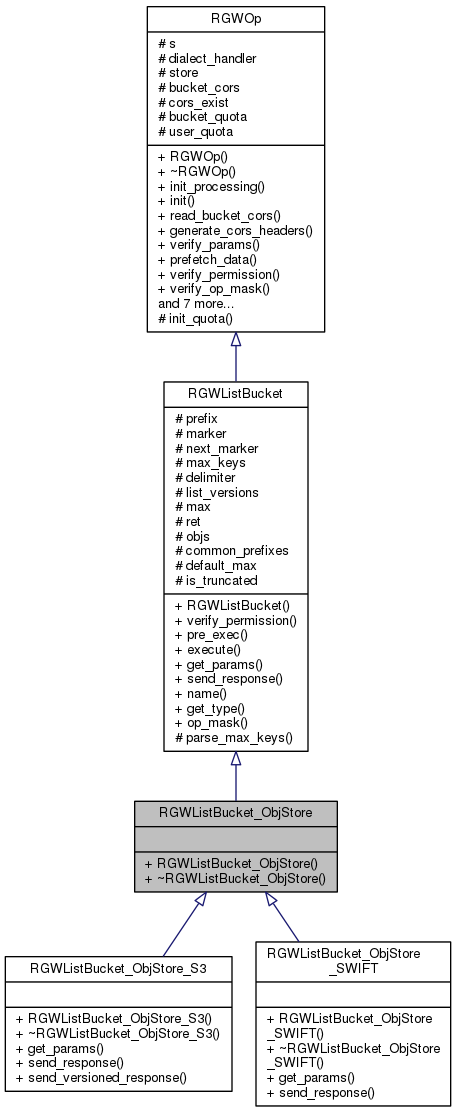 RGWOp
# s
# dialect_handler
# store
# bucket_cors
# cors_exist
# bucket_quota
# user_quota
+ RGWOp()
+ ~RGWOp()
+ init_processing()
+ init()
+ read_bucket_cors()
+ generate_cors_headers()
+ verify_params()
+ prefetch_data()
+ verify_permission()
+ verify_op_mask()
and 7 more...
# init_quota()
RGWListBucket
# prefix
# marker
# next_marker
# max_keys
# delimiter
# list_versions
# max
# ret
# objs
# common_prefixes
# default_max
# is_truncated
+ RGWListBucket()
+ verify_permission()
+ pre_exec()
+ execute()
+ get_params()
+ send_response()
+ name()
+ get_type()
+ op_mask()
# parse_max_keys()
RGWListBucket_ObjStore
+ RGWListBucket_ObjStore()
+ ~RGWListBucket_ObjStore()
RGWListBucket_ObjStore_S3
+ RGWListBucket_ObjStore_S3()
+ ~RGWListBucket_ObjStore_S3()
+ get_params()
+ send_response()
+ send_versioned_response()
RGWListBucket_ObjStore
_SWIFT
+ RGWListBucket_ObjStore
_SWIFT()
+ ~RGWListBucket_ObjStore
_SWIFT()
+ get_params()
+ send_response()